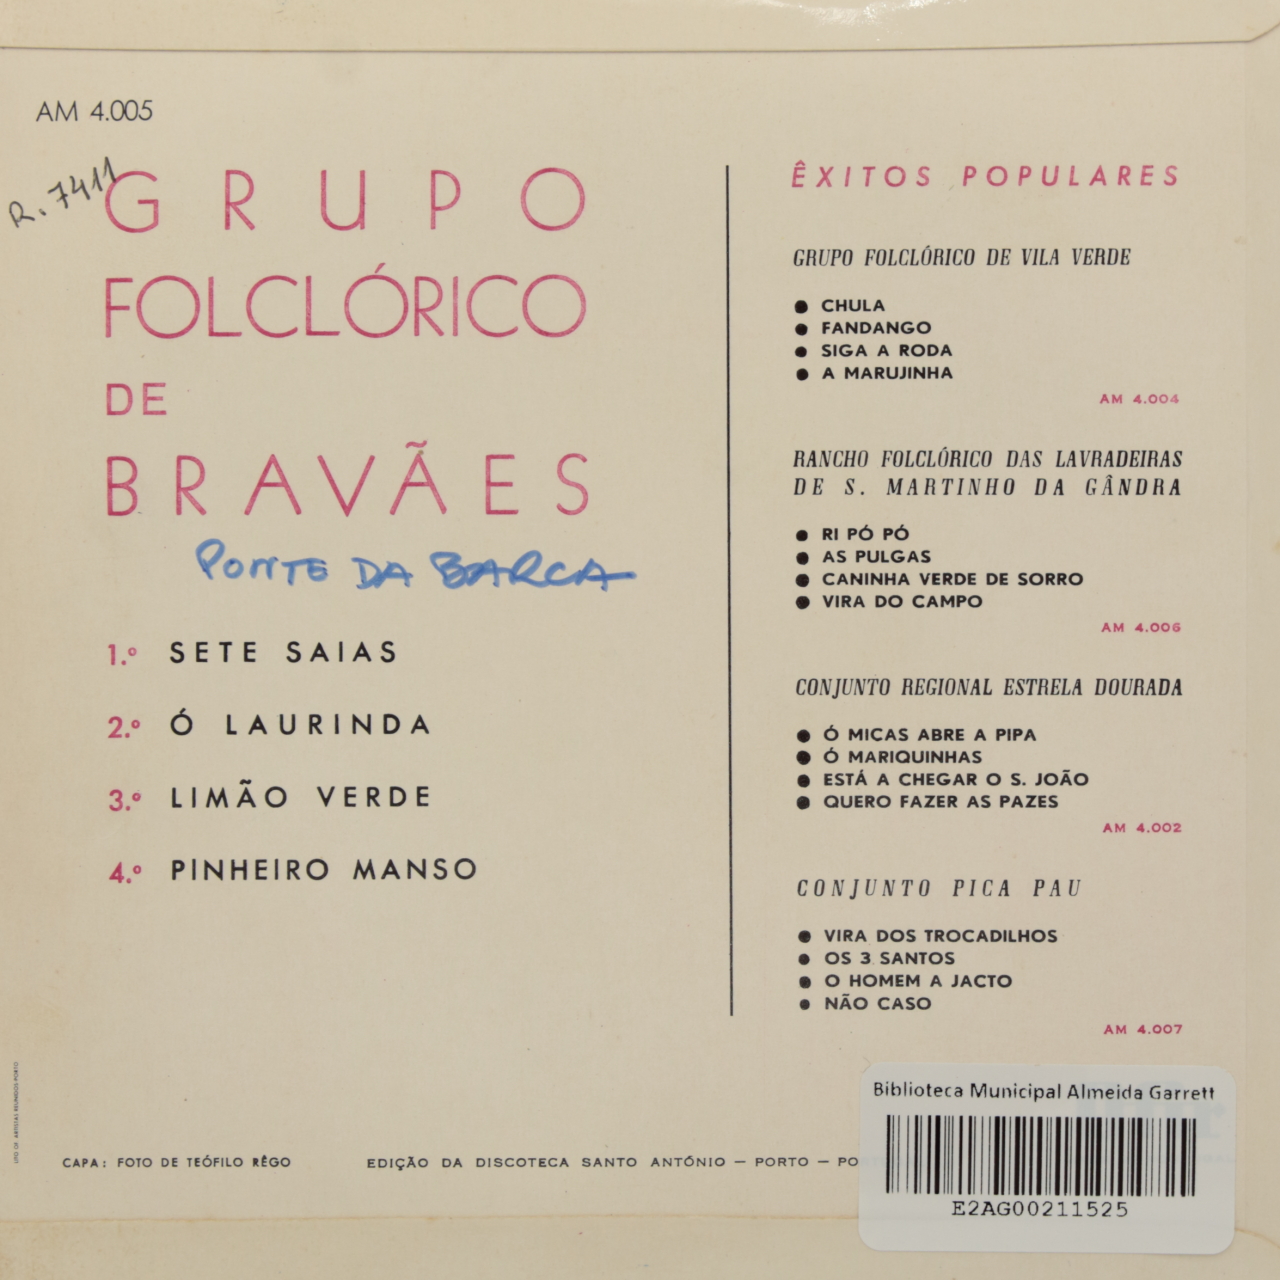 AM 4.005
R. 7411
GRUPO
FOLCLÓRICO
DE
BRAVÃES
PONTE DA BARCA
1.º SETE SAIAS
2.º Ó LAURINDA
3.º LIMÃO VERDE
4.º PINHEIRO MANSO
CAPA: FOTO DE TEÓFILO RÊGO
EDIÇÃO DA DISCOTECA SANTO ANTÓNIO — PORTO —
ÊXITOS POPULARES
GRUPO FOLCLÓRICO DE VILA VERDE
● CHULA
● FANDANGO
● SIGA A RODA
● A MARUJINHA
AM 4.004
RANCHO FOLCLÓRICO DAS LAVRADEIRAS
DE S. MARTINHO DA GÂNDRA
● RI PÓ PÓ
● AS PULGAS
● CANINHA VERDE DE SORRO
● VIRA DO CAMPO
AM 4.006
CONJUNTO REGIONAL ESTRELA DOURADA
● Ó MICAS ABRE A PIPA
● Ó MARIQUINHAS
● ESTÁ A CHEGAR O S. JOÃO
● QUERO FAZER AS PAZES
AM 4.002
CONJUNTO PICA PAU
● VIRA DOS TROCADILHOS
● OS 3 SANTOS
● O HOMEM A JACTO
● NÃO CASO
AM 4.007
Biblioteca Municipal Almeida Garrett
E2AG00211525